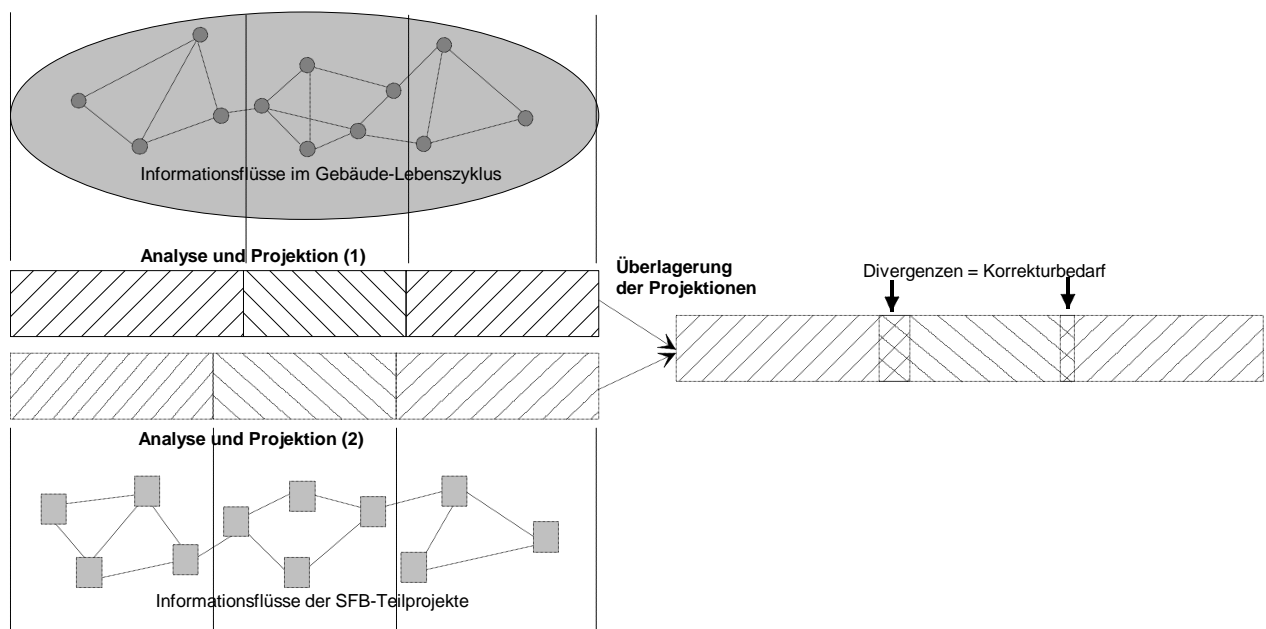 Informationsflüsse im Gebäude-Lebenszyklus
Analyse und Projektion (1)
Überlagerung
der Projektionen
Divergenzen = Korrekturbedarf
Analyse und Projektion (2)
Informationsflüsse der SFB-Teilprojekte